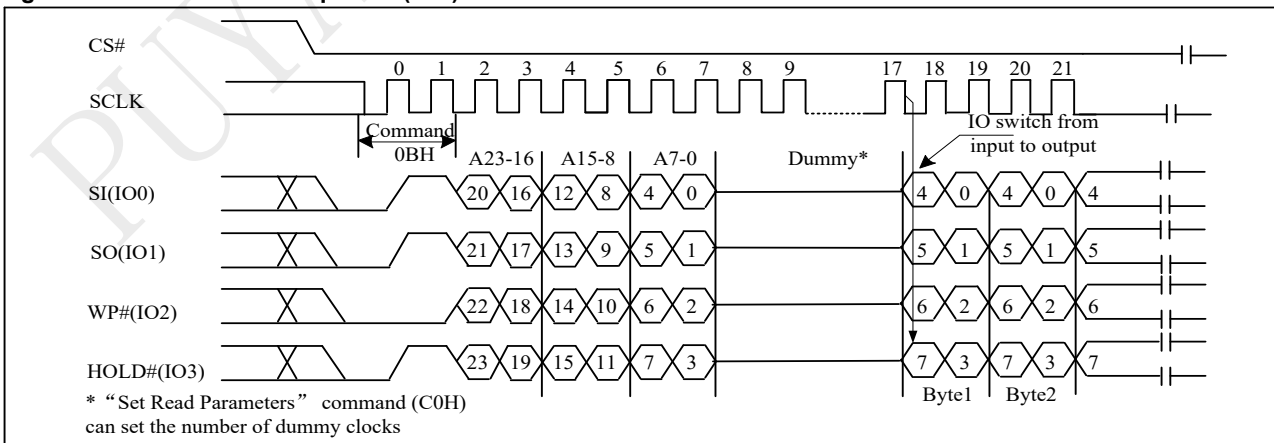 CS#
0 1 2 3 4 5 6 7 8 9 17 18 19 20 21
SCLK
Command
0BH
IO switch from
input to output
A23-16 A15-8 A7-0 Dummy*
SI(IO0) 20 16 12 8 4 0 4 0 4 0 4
SO(IO1) 21 17 13 9 5 1 5 1 5 1 5
WP#(IO2) 22 18 14 10 6 2 6 2 6 2 6
HOLD#(IO3) 23 19 15 11 7 3 7 3 7 3 7
Byte1 Byte2
* “Set Read Parameters” command (C0H)
can set the number of dummy clocks
PUYA